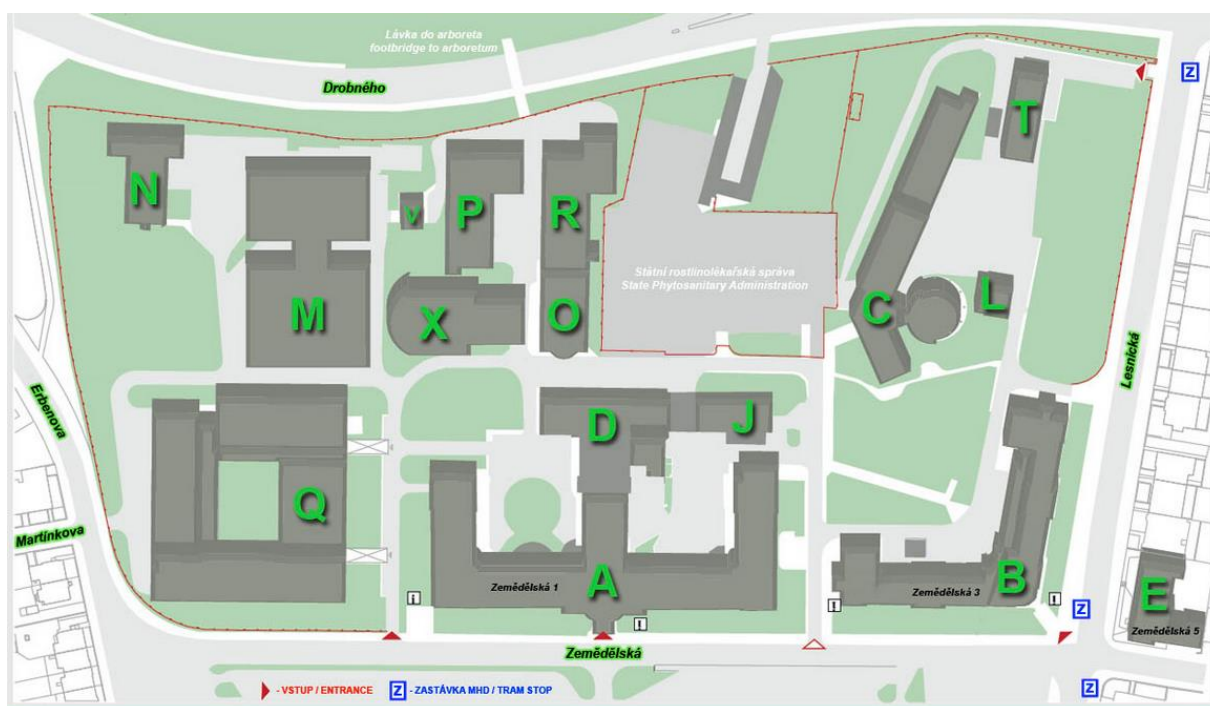 Lávka do arboreta
footbridge to arboretum
Drobného
Z
T
N
V
P
R
Státní rostlinolékařská správa
State Phytosanitary Administration
M
X
O
C
L
Lesnická
Erbenova
D
J
Q
Martínkova
Zemědělská 1
A
Zemědělská 3
B
E
i
!
!
!
Z
Zemědělská 5
Zemědělská
- VSTUP / ENTRANCE
Z - ZASTÁVKA MHD / TRAM STOP
Z